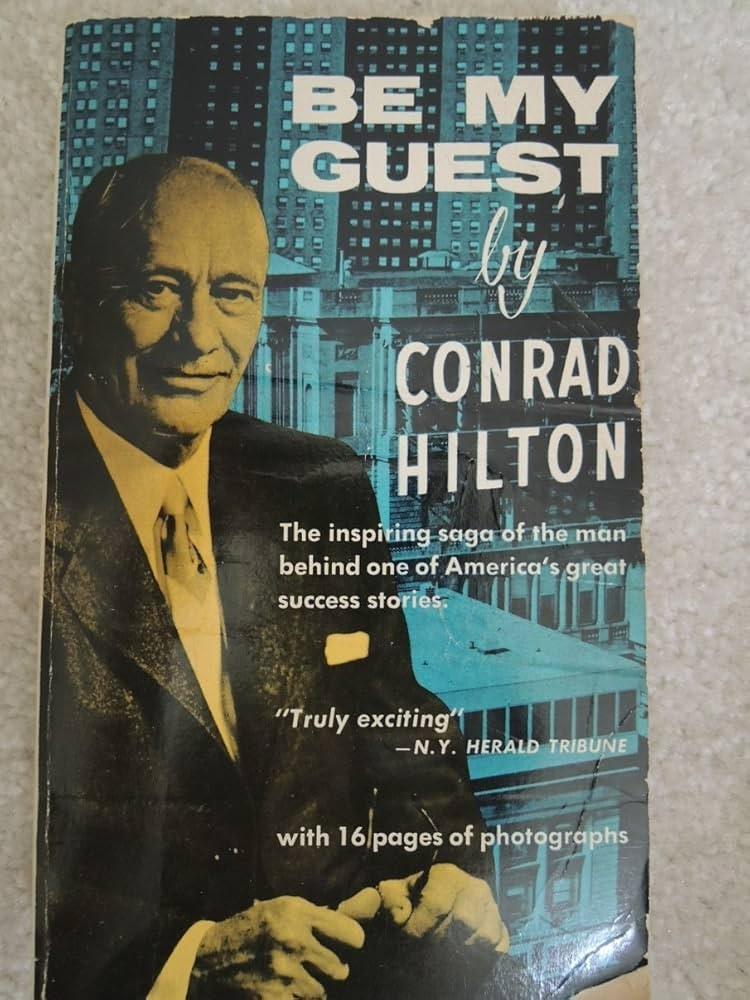 BE MY
GUEST
by
CONRAD
HILTON
The inspiring saga of the man
behind one of America's great
success stories.
"Truly exciting"
—N.Y. HERALD TRIBUNE
with 16 pages of photographs